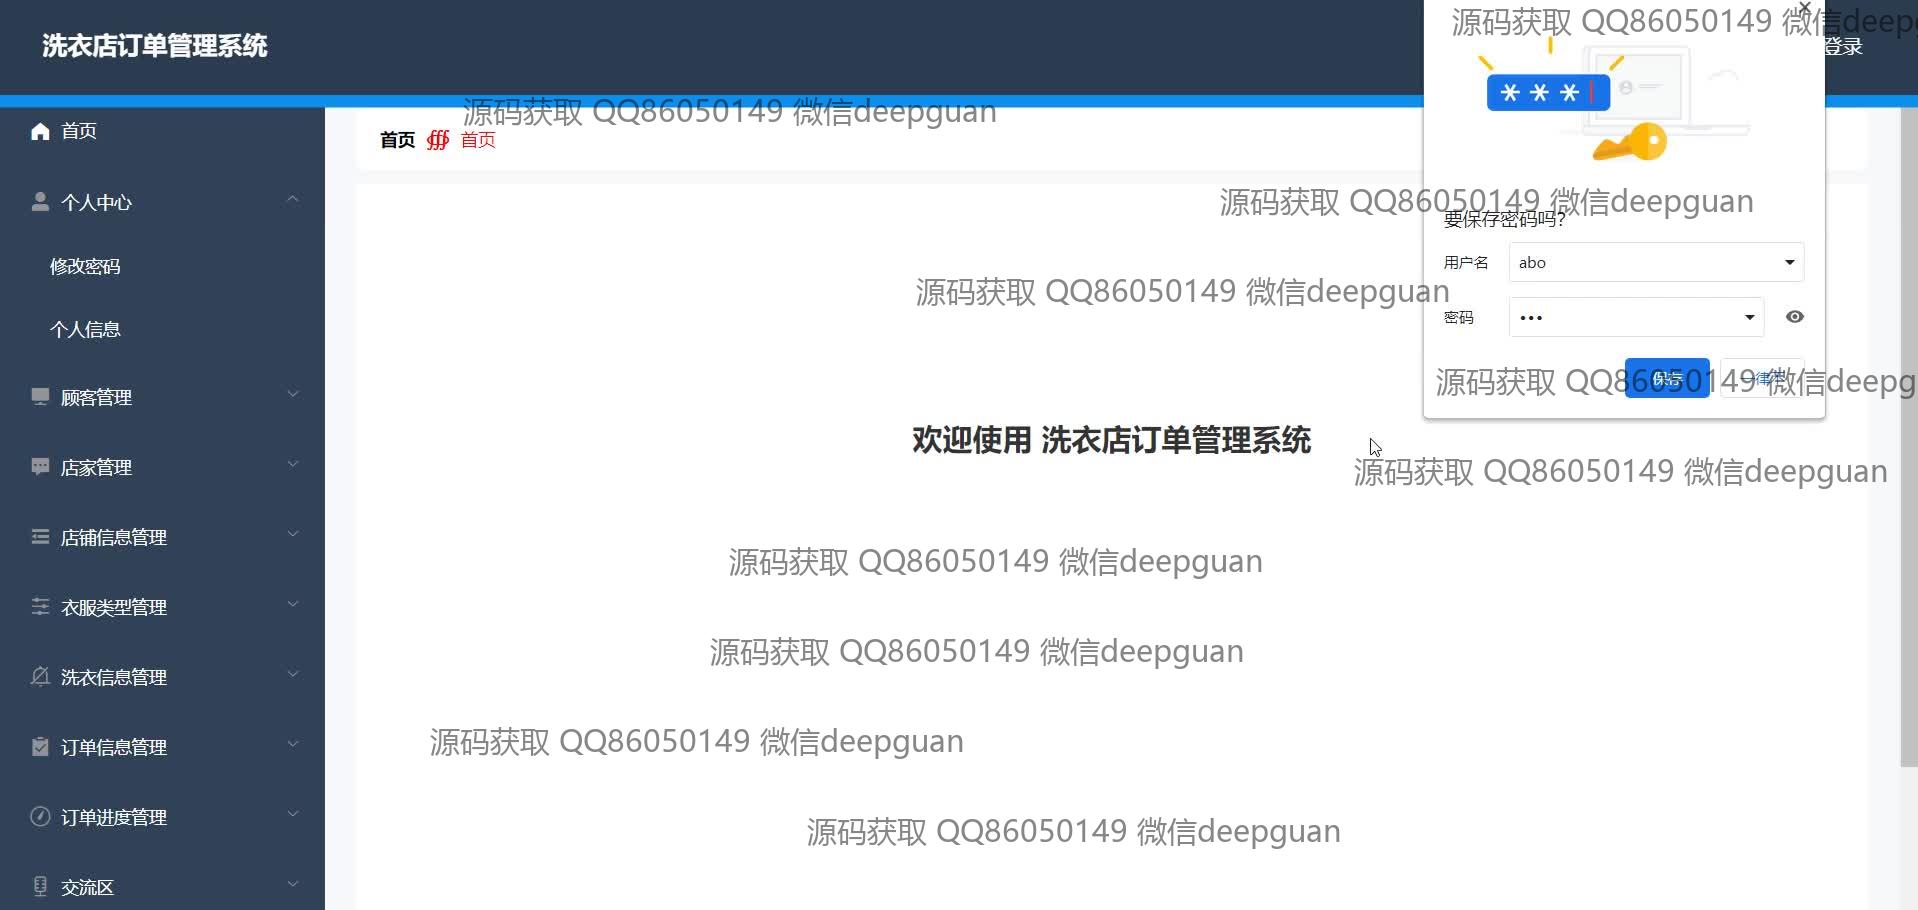 洗衣店订单管理系统
源码获取 QQ86050149 微信deepg
登录
源码获取 QQ86050149 微信deepguan
首页
首页 首页
个人中心
源码获取 QQ86050149 微信deepguan
要保存密码吗?
用户名 abo
修改密码
源码获取 QQ86050149 微信deepguan
密码 •••
个人信息
保存
源码获取 QQ86050149 微信deepg
顾客管理
欢迎使用 洗衣店订单管理系统
店家管理
源码获取 QQ86050149 微信deepguan
店铺信息管理
源码获取 QQ86050149 微信deepguan
衣服类型管理
源码获取 QQ86050149 微信deepguan
洗衣信息管理
订单信息管理
源码获取 QQ86050149 微信deepguan
订单进度管理
源码获取 QQ86050149 微信deepguan
交流区